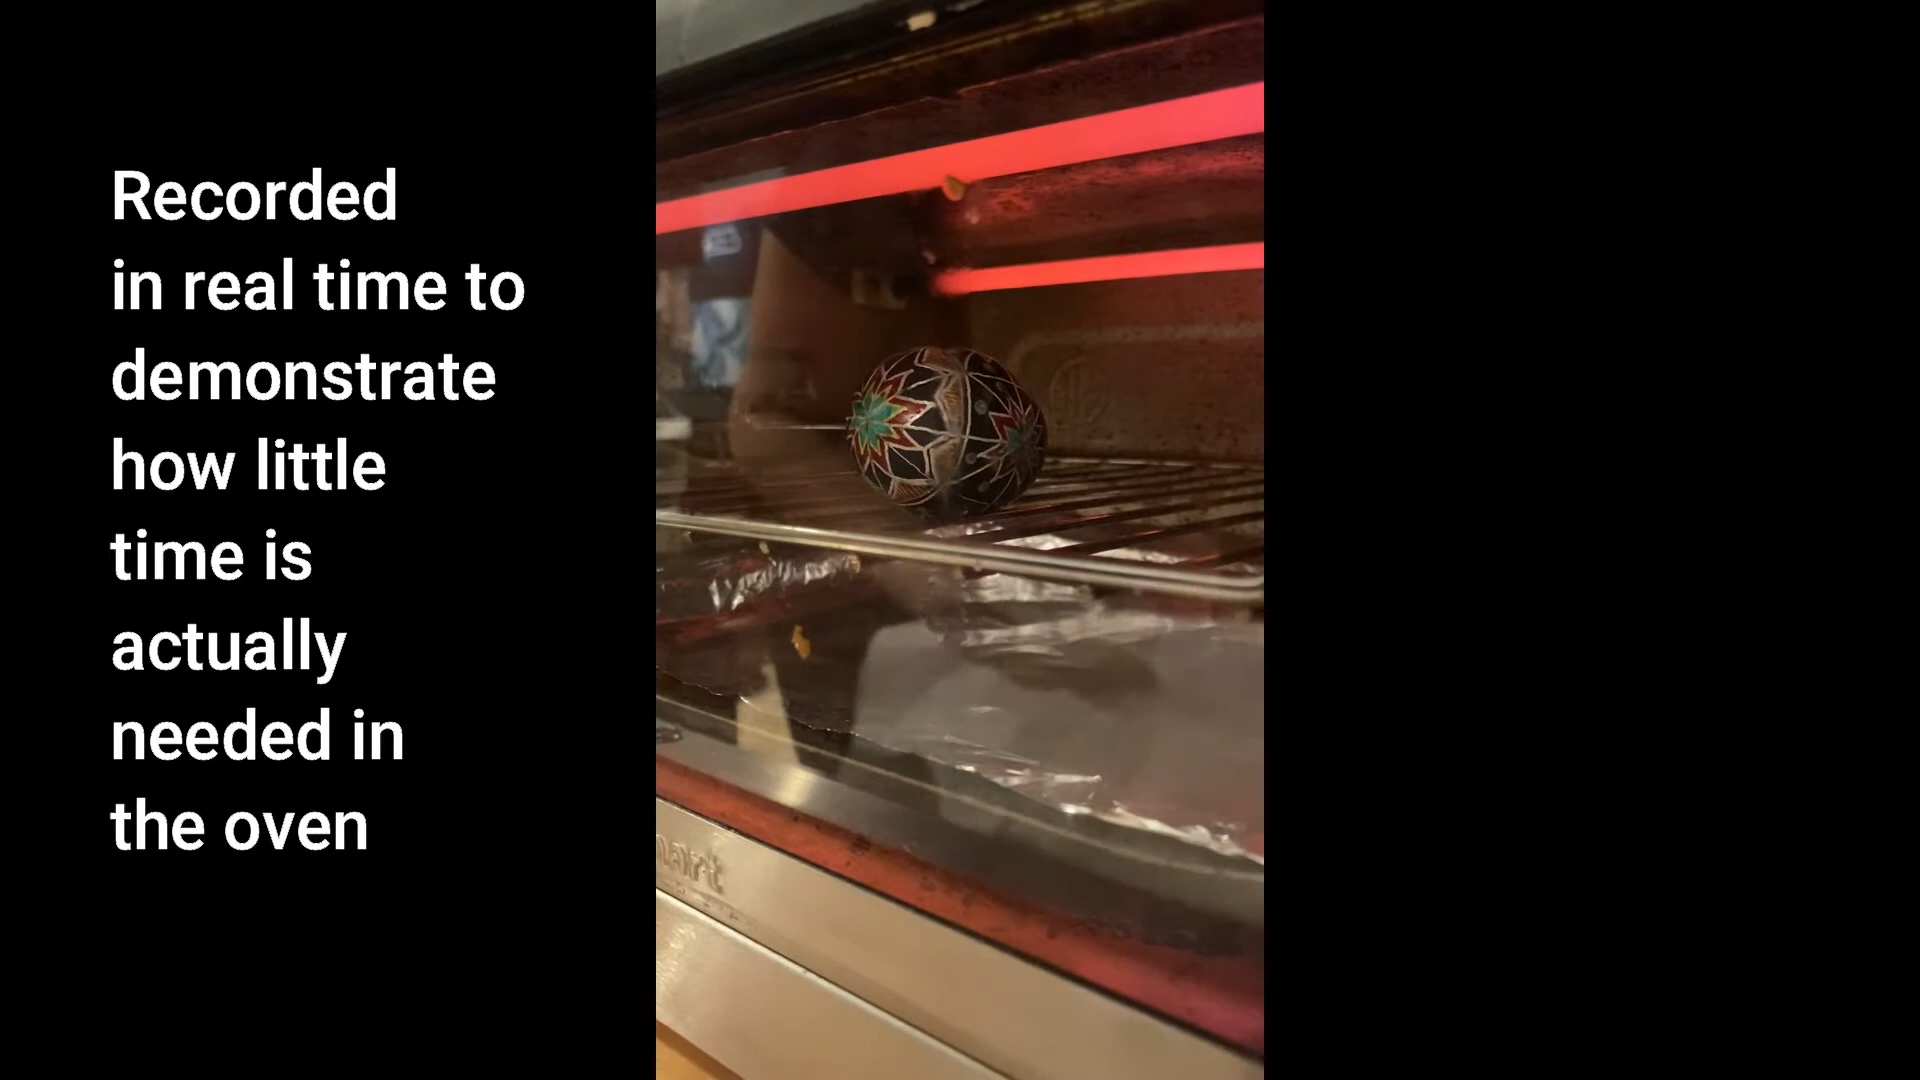 Recorded
in real time to
demonstrate
how little
time is
actually
needed in
the oven